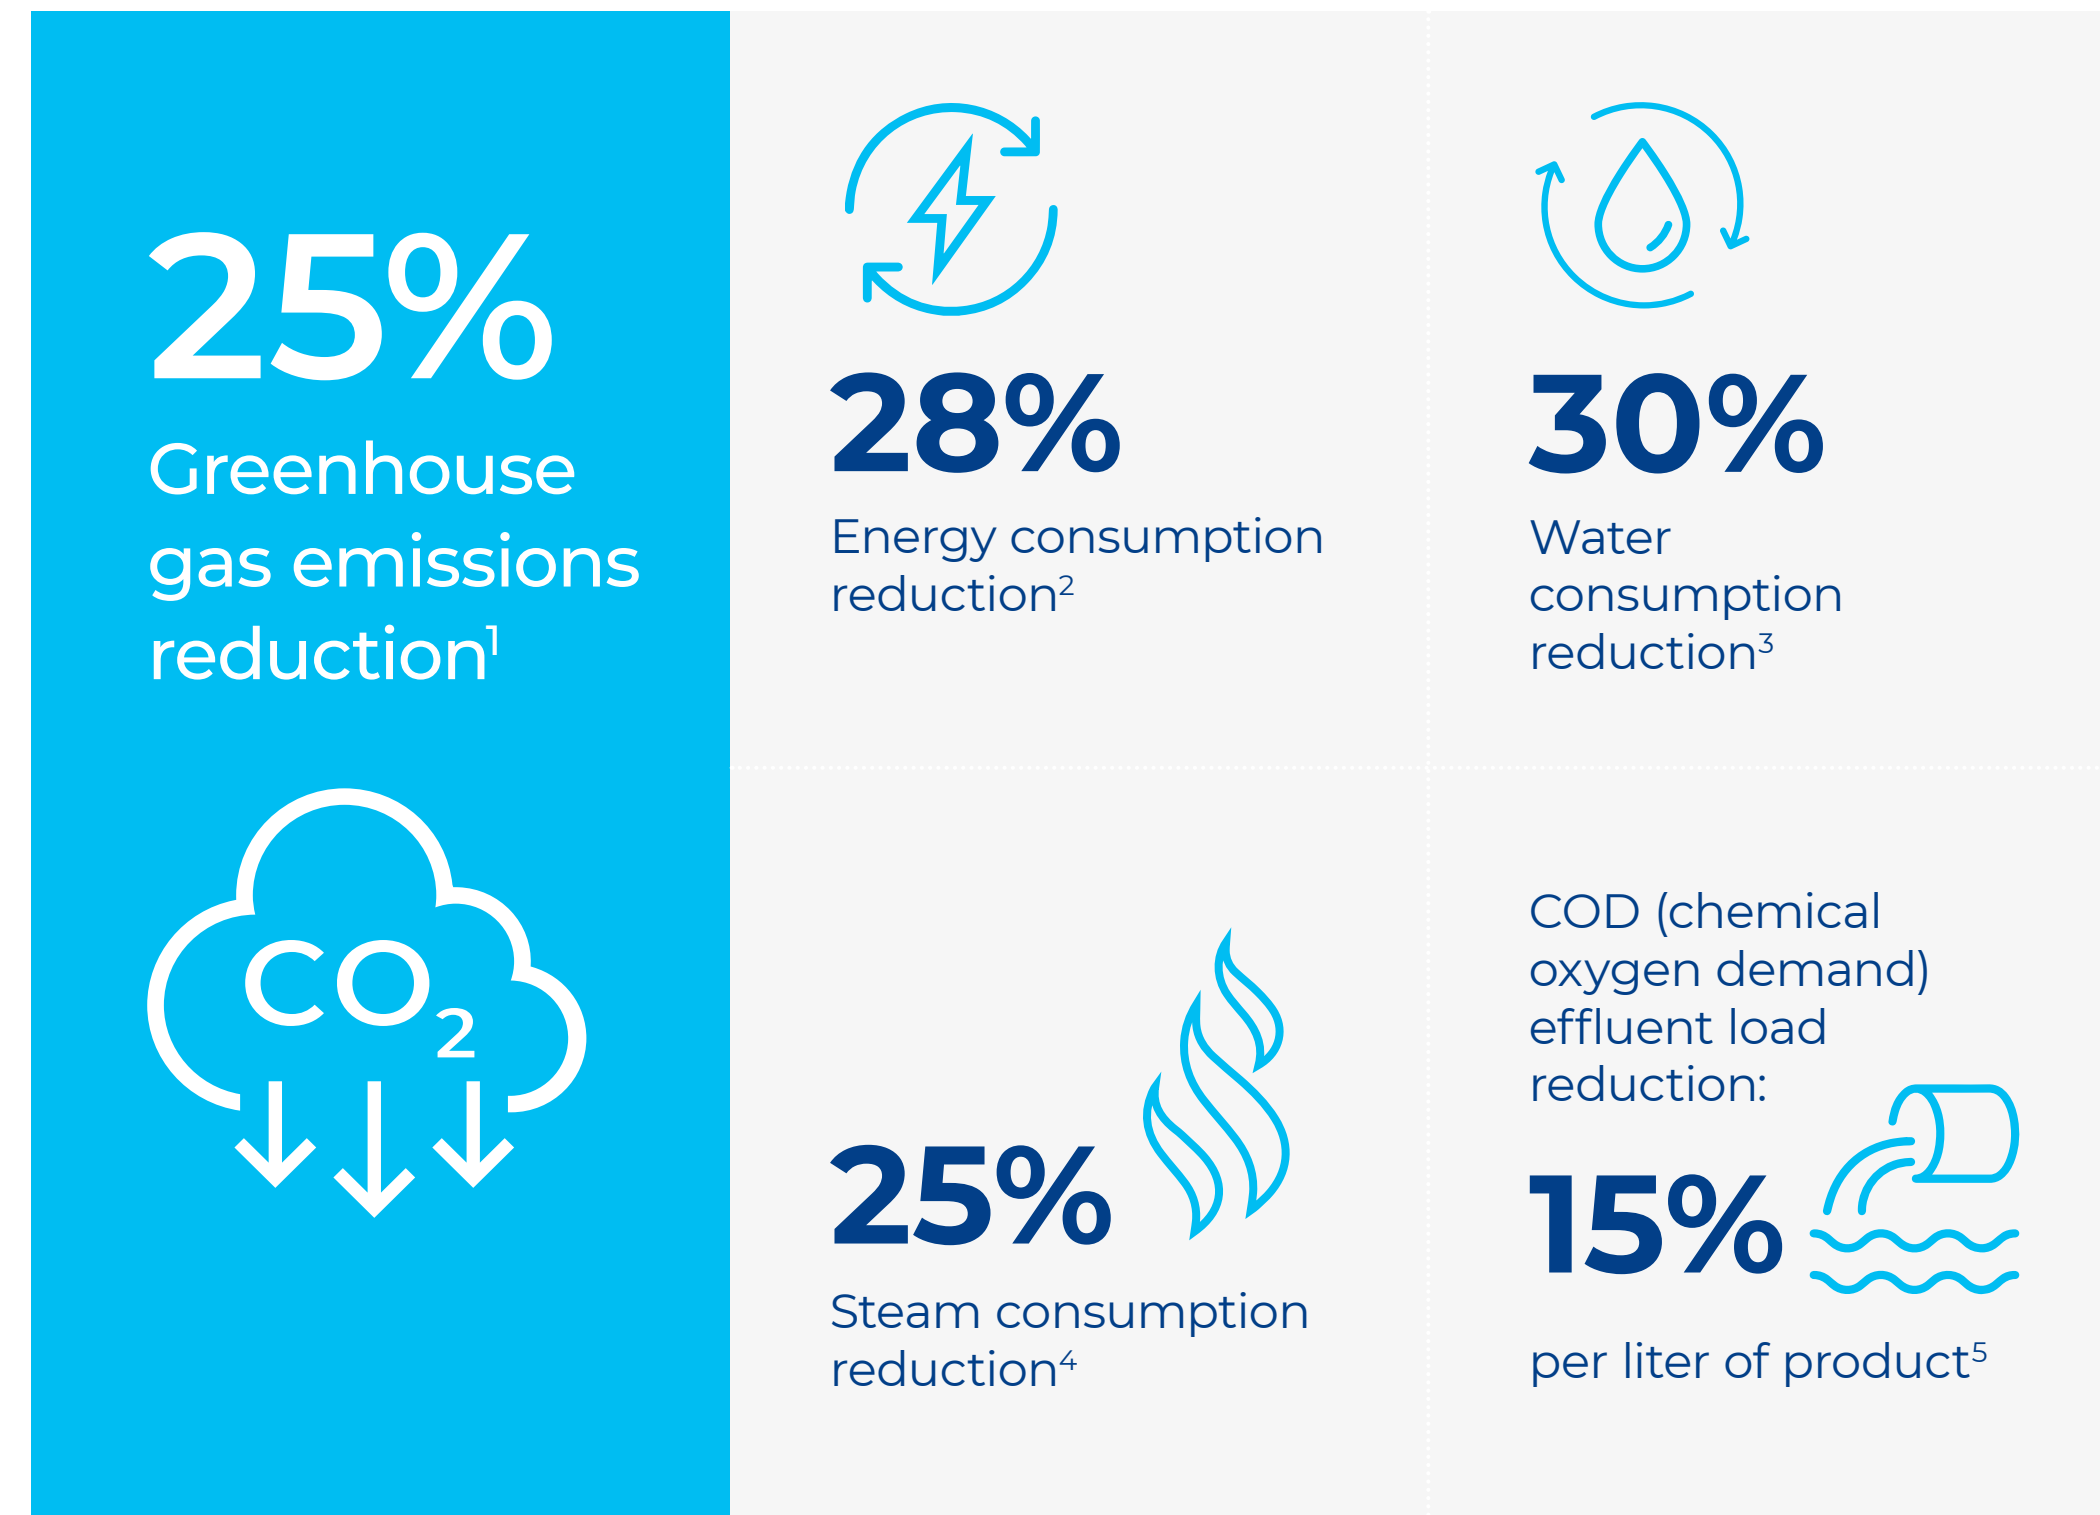 25%
Greenhouse
gas emissions
reduction¹
CO₂
28%
Energy consumption
reduction²
30%
Water
consumption
reduction³
25%
Steam consumption
reduction⁴
COD (chemical
oxygen demand)
effluent load
reduction:
15%
per liter of product⁵